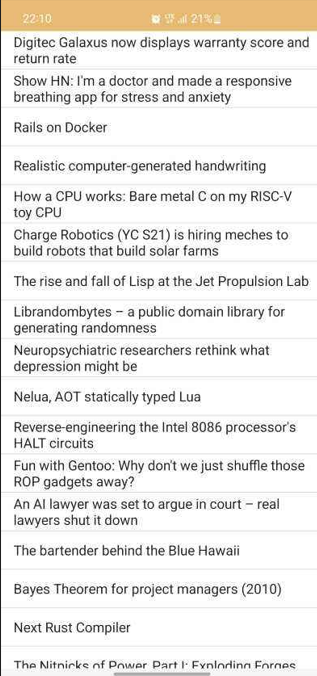 22:10 21%
Digitec Galaxus now displays warranty score and
return rate
Show HN: I'm a doctor and made a responsive
breathing app for stress and anxiety
Rails on Docker
Realistic computer-generated handwriting
How a CPU works: Bare metal C on my RISC-V
toy CPU
Charge Robotics (YC S21) is hiring meches to
build robots that build solar farms
The rise and fall of Lisp at the Jet Propulsion Lab
Librandombytes – a public domain library for
generating randomness
Neuropsychiatric researchers rethink what
depression might be
Nelua, AOT statically typed Lua
Reverse-engineering the Intel 8086 processor's
HALT circuits
Fun with Gentoo: Why don't we just shuffle those
ROP gadgets away?
An AI lawyer was set to argue in court – real
lawyers shut it down
The bartender behind the Blue Hawaii
Bayes Theorem for project managers (2010)
Next Rust Compiler
The Nitpicks of Power, Part I: Exploding Forges